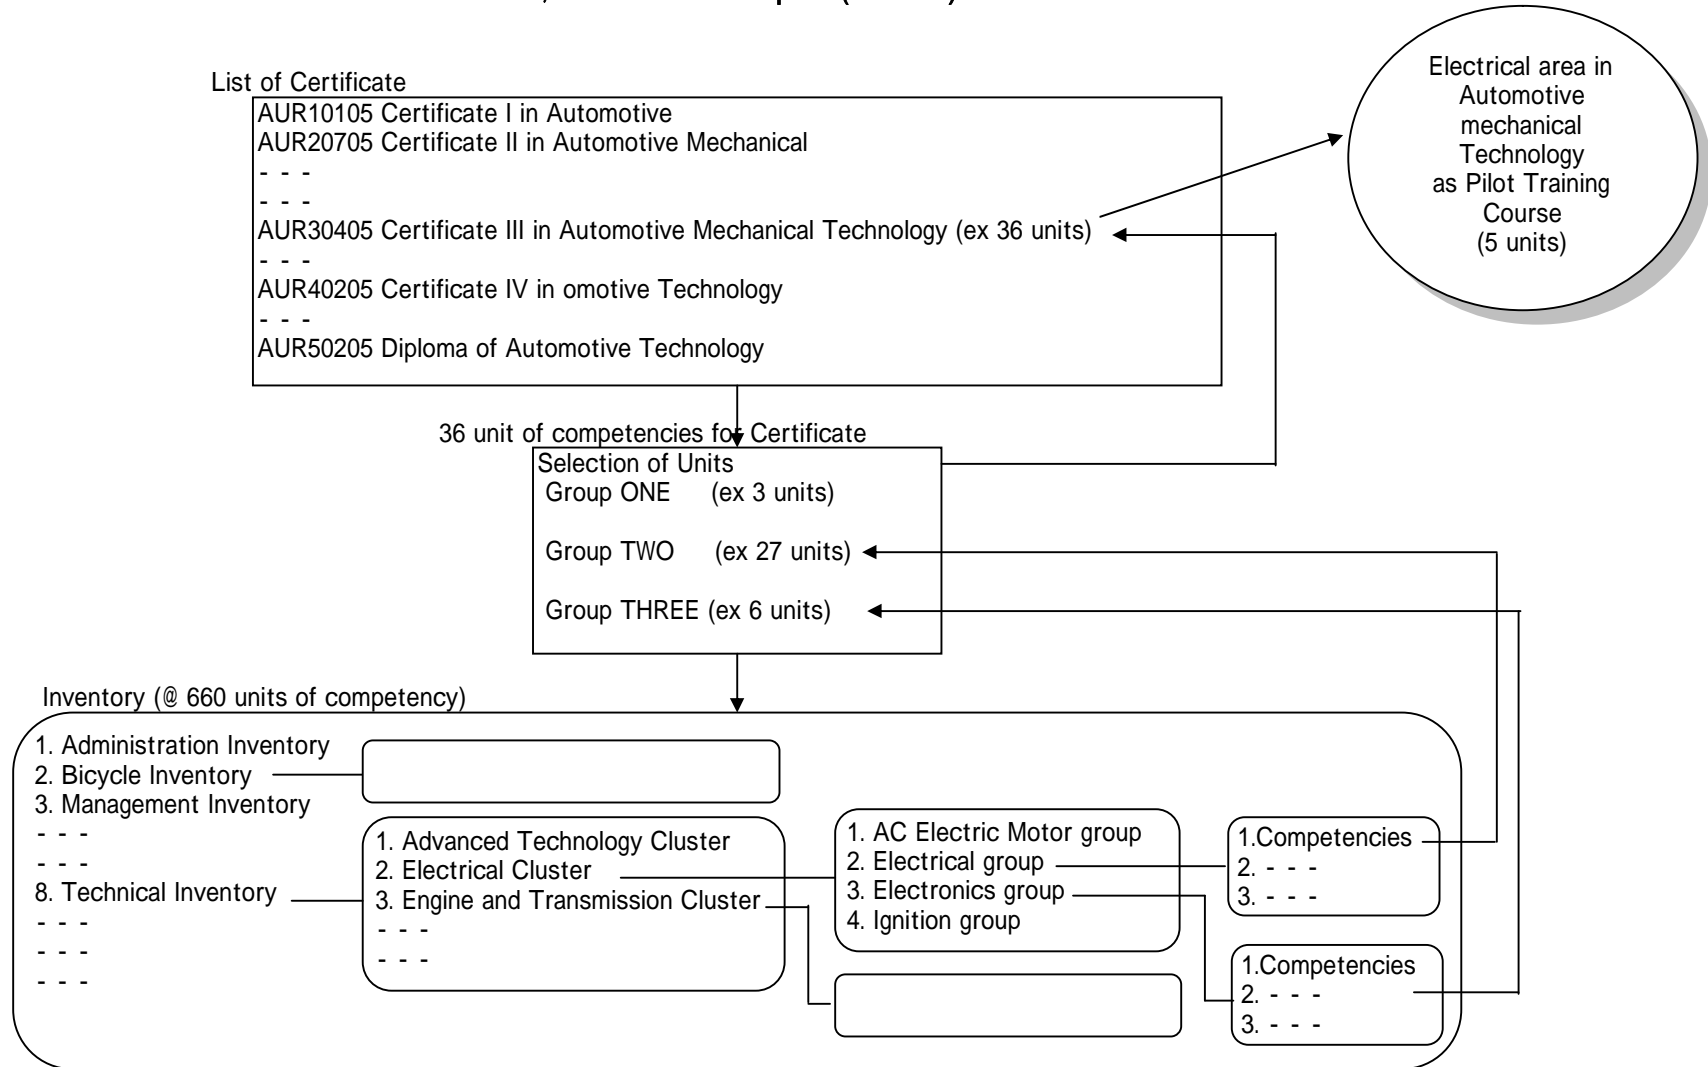 List of Certificate
AUR10105 Certificate I in Automotive
AUR20705 Certificate II in Automotive Mechanical
- - -
- - -
AUR30405 Certificate III in Automotive Mechanical Technology (ex 36 units)
- - -
AUR40205 Certificate IV in omotive Technology
- - -
AUR50205 Diploma of Automotive Technology
Electrical area in
Automotive
mechanical
Technology
as Pilot Training
Course
(5 units)
36 unit of competencies for Certificate
Selection of Units
Group ONE (ex 3 units)
Group TWO (ex 27 units)
Group THREE (ex 6 units)
Inventory (@ 660 units of competency)
1. Administration Inventory
2. Bicycle Inventory
3. Management Inventory
- - -
- - -
8. Technical Inventory
- - -
- - -
- - -
1. Advanced Technology Cluster
2. Electrical Cluster
3. Engine and Transmission Cluster
- - -
- - -
1. AC Electric Motor group
2. Electrical group
3. Electronics group
4. Ignition group
1.Competencies
2. - - -
3. - - -
1.Competencies
2. - - -
3. - - -